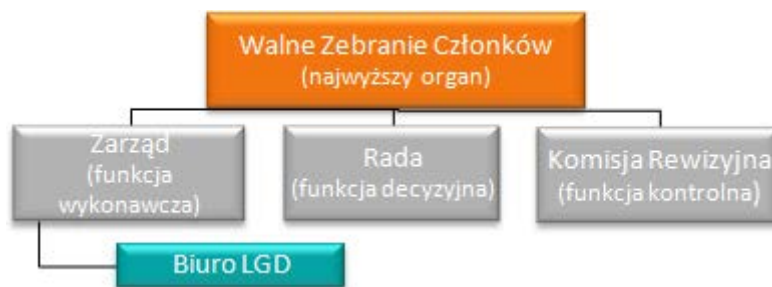 Walne Zebranie Członków
(najwyższy organ)
Zarząd
(funkcja
wykonawcza)
Rada
(funkcja decyzyjna)
Komisja Rewizyjna
(funkcja kontrolna)
Biuro LGD